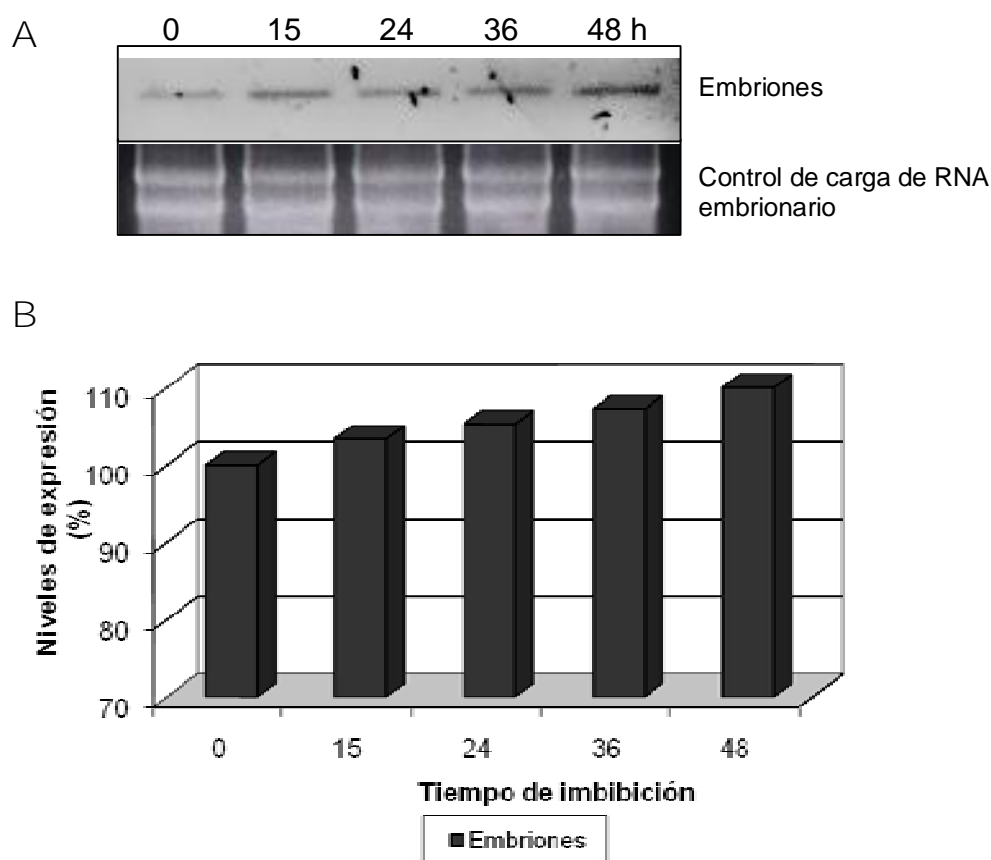 A
0 15 24 36 48 h
Embriones
Control de carga de RNA
embrionario
B
Niveles de expresión
(%)
110
100
90
80
70
0 15 24 36 48
Tiempo de imbibición
Embriones